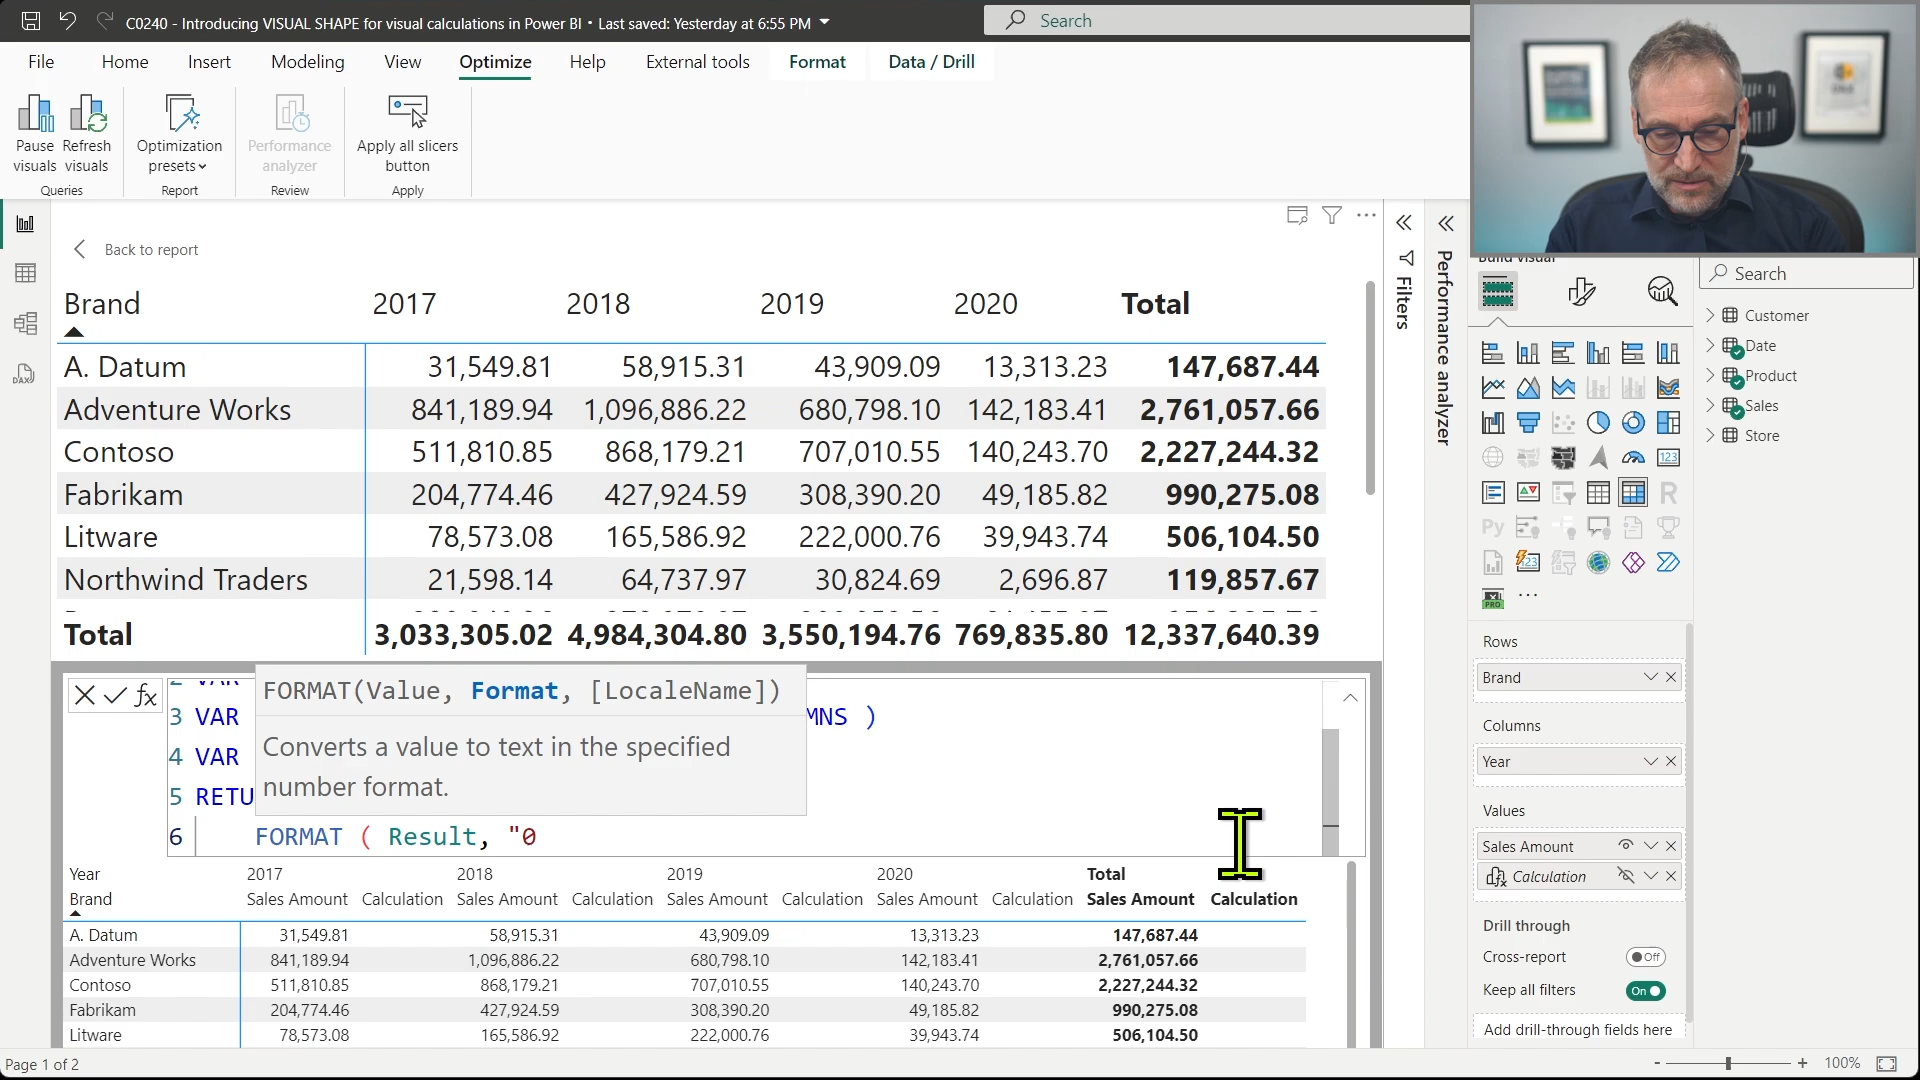 C0240 - Introducing VISUAL SHAPE for visual calculations in Power BI • Last saved: Yesterday at 6:55 PM
Search
File Home Insert Modeling View Optimize Help External tools Format Data / Drill
Pause visuals
Refresh visuals
Queries
Optimization presets
Report
Performance analyzer
Review
Apply all slicers button
Apply
Back to report
Brand 2017 2018 2019 2020 Total
A. Datum 31,549.81 58,915.31 43,909.09 13,313.23 147,687.44
Adventure Works 841,189.94 1,096,886.22 680,798.10 142,183.41 2,761,057.66
Contoso 511,810.85 868,179.21 707,010.55 140,243.70 2,227,244.32
Fabrikam 204,774.46 427,924.59 308,390.20 49,185.82 990,275.08
Litware 78,573.08 165,586.92 222,000.76 39,943.74 506,104.50
Northwind Traders 21,598.14 64,737.97 30,824.69 2,696.87 119,857.67
Total 3,033,305.02 4,984,304.80 3,550,194.76 769,835.80 12,337,640.39
FORMAT(Value, Format, [LocaleName])
Converts a value to text in the specified
number format.
3 VAR MNS )
4 VAR
5 RETU
6 FORMAT ( Result, "0
Year 2017 2018 2019 2020 Total
Brand Sales Amount Calculation Sales Amount Calculation Sales Amount Calculation Sales Amount Calculation Sales Amount Calculation
A. Datum 31,549.81 58,915.31 43,909.09 13,313.23 147,687.44
Adventure Works 841,189.94 1,096,886.22 680,798.10 142,183.41 2,761,057.66
Contoso 511,810.85 868,179.21 707,010.55 140,243.70 2,227,244.32
Fabrikam 204,774.46 427,924.59 308,390.20 49,185.82 990,275.08
Litware 78,573.08 165,586.92 222,000.76 39,943.74 506,104.50
Filters
Performance analyzer
Build visual
123
R
Py
123
PRO
Rows
Brand
Columns
Year
Values
Sales Amount
Calculation
Drill through
Cross-report Off
Keep all filters On
Add drill-through fields here
Search
Customer
Date
Product
Sales
Store
DAX
Page 1 of 2
- + 100%